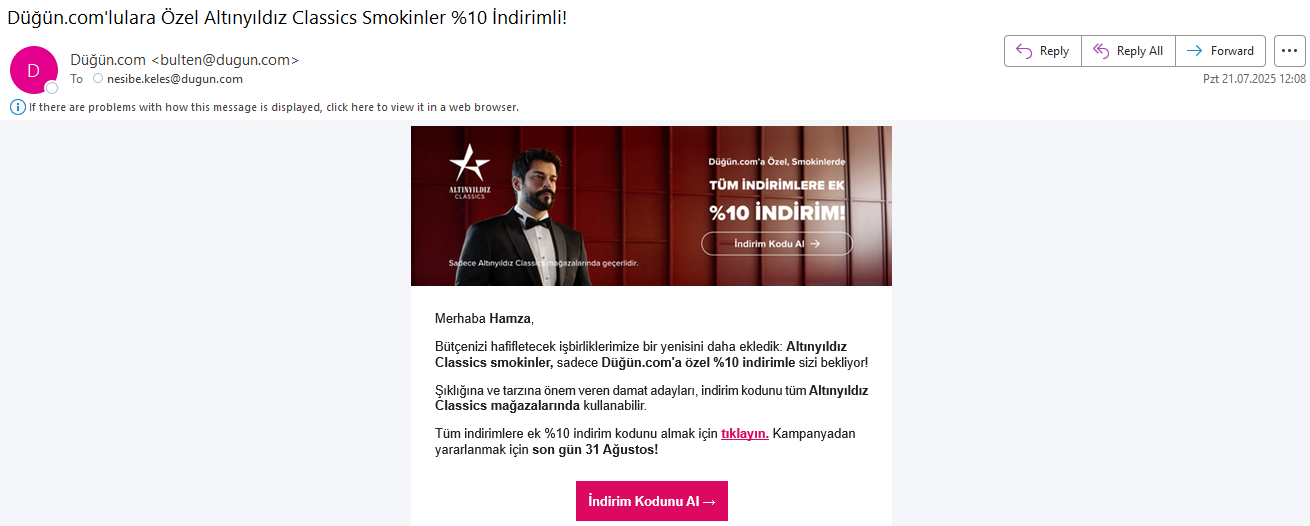 Düğün.com'lulara Özel Altınyıldız Classics Smokinler %10 İndirimli!
D
Düğün.com <bulten@dugun.com>
To nesibe.keles@dugun.com
Reply
Reply All
Forward
...
Pzt 21.07.2025 12:08
If there are problems with how this message is displayed, click here to view it in a web browser.
ALTINYILDIZ
CLASSICS
Düğün.com'a Özel, Smokinlerde
TÜM İNDİRİMLERE EK
%10 İNDİRİM!
İndirim Kodu Al →
Sadece Altınyıldız Classics mağazalarında geçerlidir.
Merhaba Hamza,
Bütçenizi hafifletecek işbirliklerimize bir yenisini daha ekledik: Altınyıldız
Classics smokinler, sadece Düğün.com'a özel %10 indirimle sizi bekliyor!
Şıklığına ve tarzına önem veren damat adayları, indirim kodunu tüm Altınyıldız
Classics mağazalarında kullanabilir.
Tüm indirimlere ek %10 indirim kodunu almak için tıklayın. Kampanyadan
yararlanmak için son gün 31 Ağustos!
İndirim Kodunu Al →